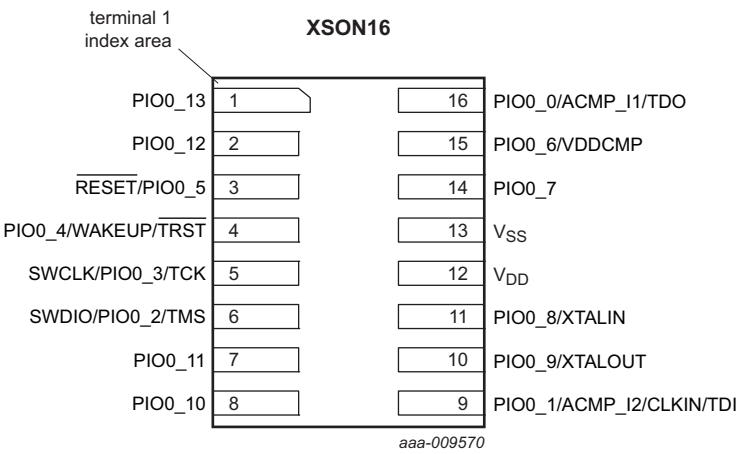 terminal 1
index area
XSON16
PIO0_13 1 16 PIO0_0/ACMP_I1/TDO
PIO0_12 2 15 PIO0_6/VDDCMP
RESET/PIO0_5 3 14 PIO0_7
PIO0_4/WAKEUP/TRST 4 13 VSS
SWCLK/PIO0_3/TCK 5 12 VDD
SWDIO/PIO0_2/TMS 6 11 PIO0_8/XTALIN
PIO0_11 7 10 PIO0_9/XTALOUT
PIO0_10 8 9 PIO0_1/ACMP_I2/CLKIN/TDI
aaa-009570